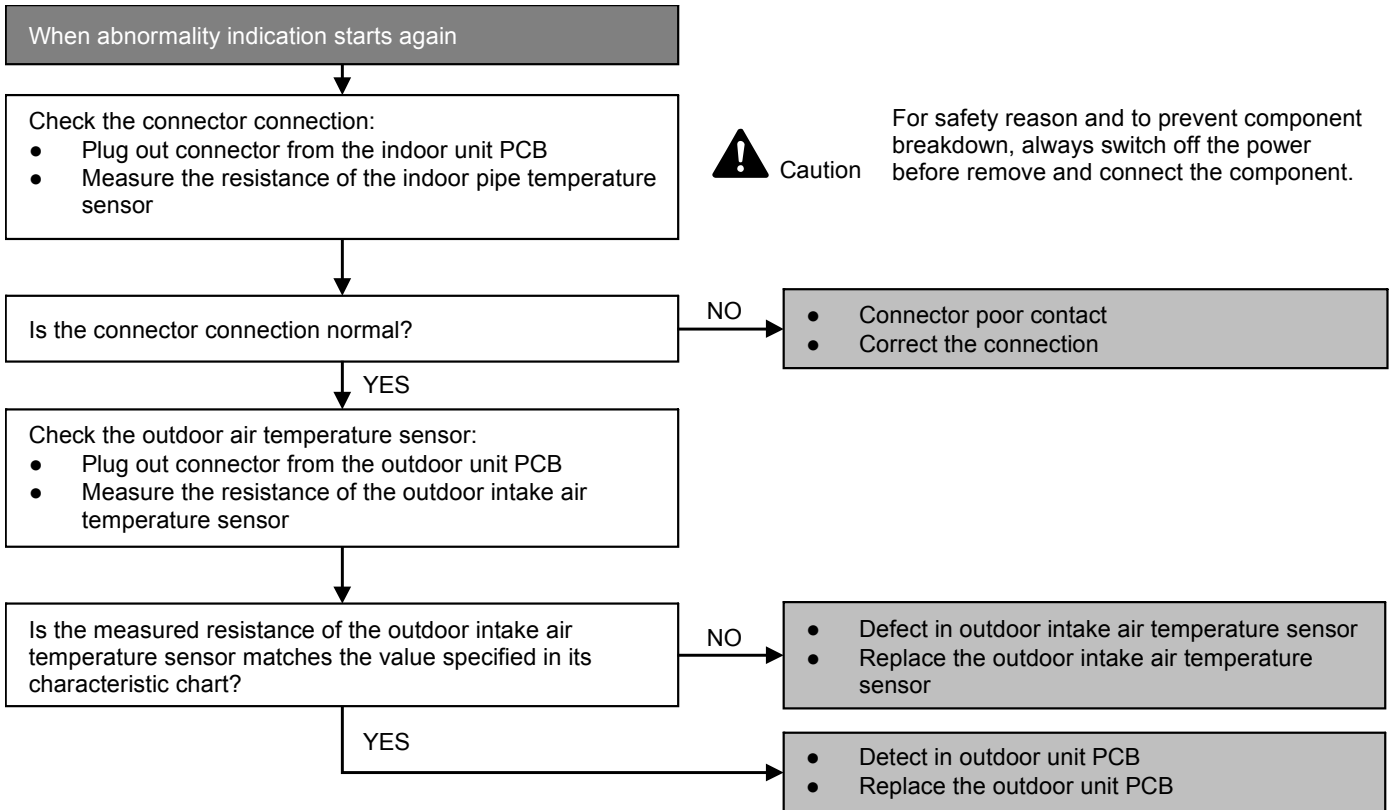 When abnormality indication starts again
Check the connector connection:
● Plug out connector from the indoor unit PCB
● Measure the resistance of the indoor pipe temperature
sensor
Caution
For safety reason and to prevent component
breakdown, always switch off the power
before remove and connect the component.
Is the connector connection normal?
NO
● Connector poor contact
● Correct the connection
YES
Check the outdoor air temperature sensor:
● Plug out connector from the outdoor unit PCB
● Measure the resistance of the outdoor intake air
temperature sensor
Is the measured resistance of the outdoor intake air
temperature sensor matches the value specified in its
characteristic chart?
NO
● Defect in outdoor intake air temperature sensor
● Replace the outdoor intake air temperature
sensor
YES
● Detect in outdoor unit PCB
● Replace the outdoor unit PCB